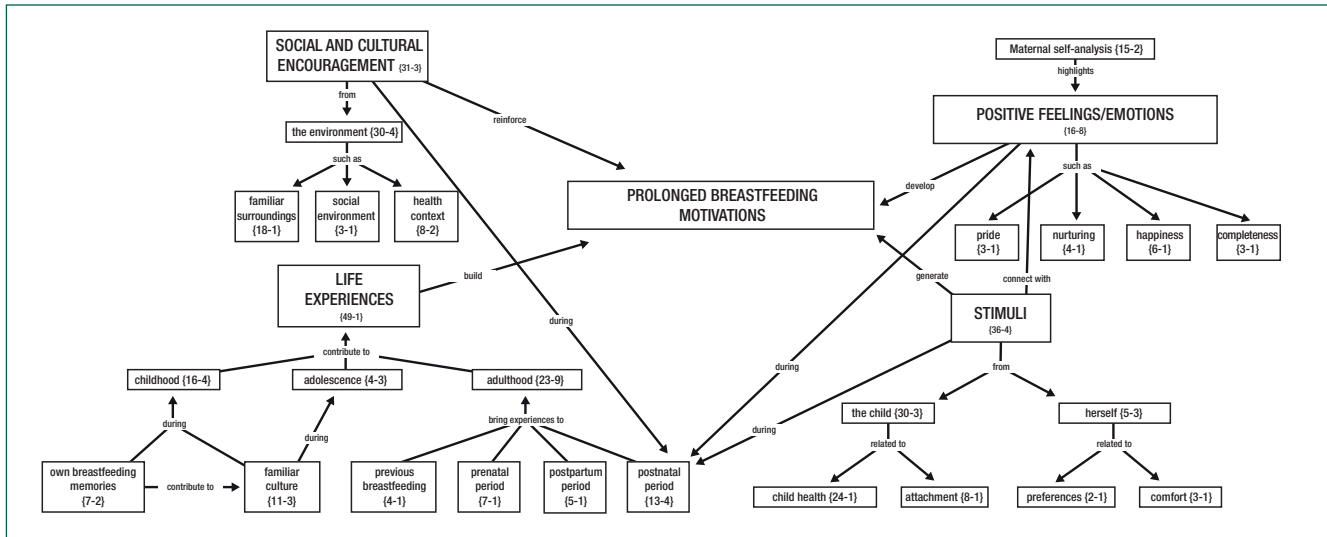 SOCIAL AND CULTURAL
ENCOURAGEMENT {31-3}
from
the environment {30-4}
such as
familiar
surroundings
{18-1}
social
environment
{3-1}
health
context
{8-2}
reinforce
during
PROLONGED BREASTFEEDING
MOTIVATIONS
Maternal self-analysis {15-2}
highlights
POSITIVE FEELINGS/EMOTIONS
{16-8}
develop
during
such as
pride
{3-1}
nurturing
{4-1}
happiness
{6-1}
completeness
{3-1}
LIFE
EXPERIENCES
{49-1}
build
contribute to
childhood {16-4}
adolescence {4-3}
adulthood {23-9}
during
during
bring experiences to
own breastfeeding
memories
{7-2}
contribute to
familiar
culture
{11-3}
previous
breastfeeding
{4-1}
prenatal
period
{7-1}
postpartum
period
{5-1}
postnatal
period
{13-4}
generate
connect with
STIMULI
{36-4}
during
from
the child {30-3}
herself {5-3}
related to
related to
child health {24-1}
attachment {8-1}
preferences {2-1}
comfort {3-1}